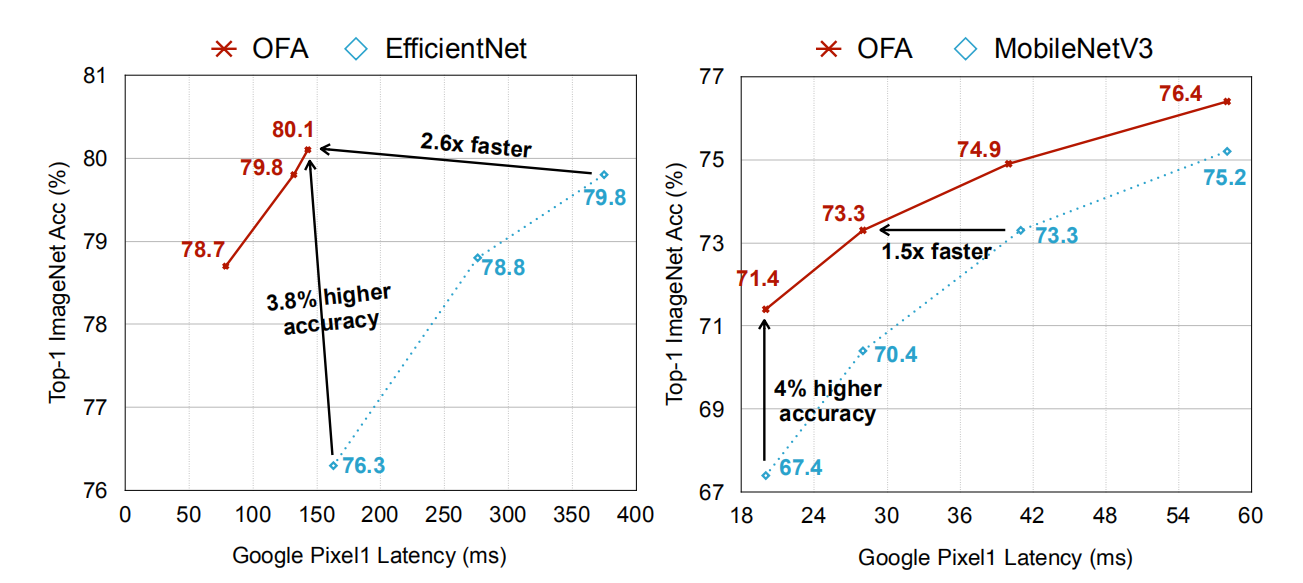 OFA EfficientNet
81
80
79
78
77
76
Top-1 ImageNet Acc (%)
80.1
79.8
78.7
2.6x faster
79.8
78.8
3.8% higher
accuracy
76.3
0 50 100 150 200 250 300 350 400
Google Pixel1 Latency (ms)
OFA MobileNetV3
77
75
73
71
69
67
Top-1 ImageNet Acc (%)
76.4
74.9
73.3
71.4
75.2
73.3
1.5x faster
70.4
4% higher
accuracy
67.4
18 24 30 36 42 48 54 60
Google Pixel1 Latency (ms)